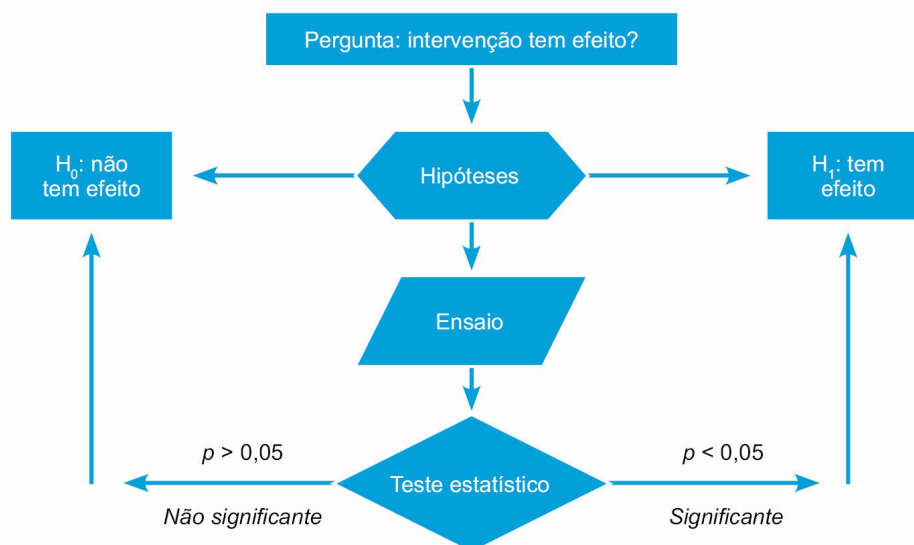 Pergunta: intervenção tem efeito?
H₀: não
tem efeito
Hipóteses
H₁: tem
efeito
Ensaio
p > 0,05
p < 0,05
Teste estatístico
Não significante
Significante